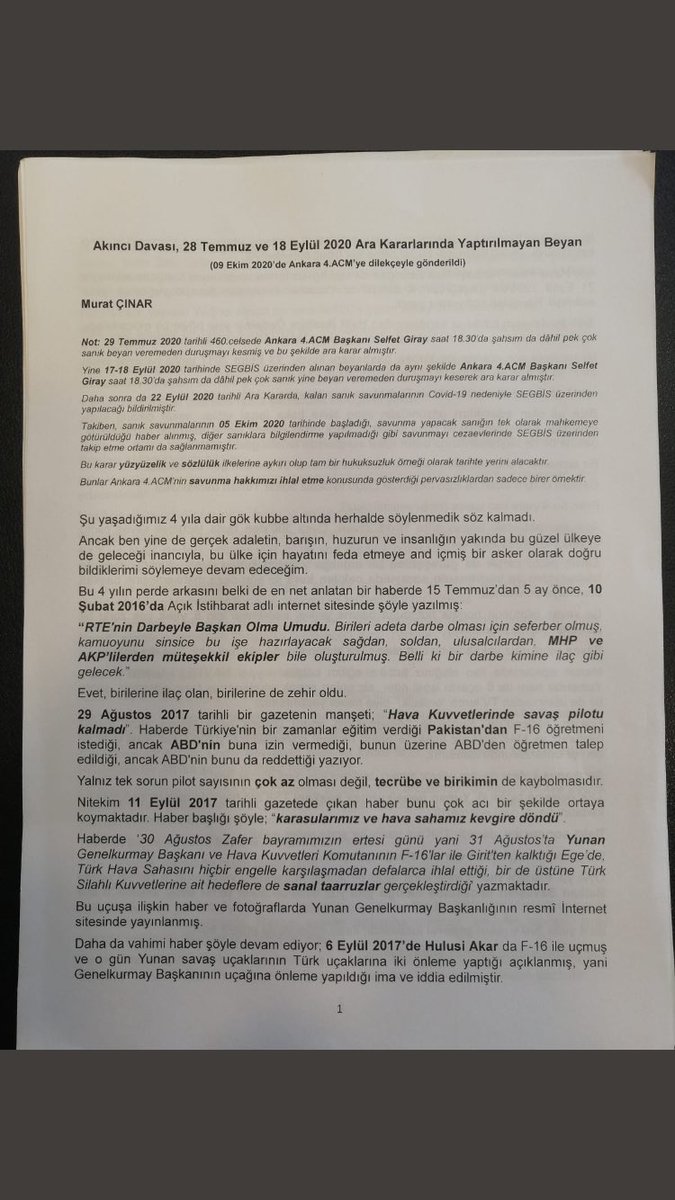 Akıncı Davası, 28 Temmuz ve 18 Eylül 2020 Ara Kararlarında Yaptırılmayan Beyan
(09 Ekim 2020'de Ankara 4.ACM'ye dilekçeyle gönderildi)
Murat ÇINAR
Not: 29 Temmuz 2020 tarihli 460.celsede Ankara 4.ACM Başkanı Selfet Giray saat 18.30'da şahsım da dâhil pek çok
sanık beyan veremeden duruşmayı kesmiş ve bu şekilde ara karar almıştır.
Yine 17-18 Eylül 2020 tarihinde SEGBİS üzerinden alınan beyanlarda da aynı şekilde Ankara 4.ACM Başkanı Selfet
Giray saat 18.30'da şahsım da dâhil pek çok sanık yine beyan veremeden duruşmayı keserek ara karar almıştır.
Daha sonra da 22 Eylül 2020 tarihli Ara Kararda, kalan sanık savunmalarının Covid-19 nedeniyle SEGBİS üzerinden
yapılacağı bildirilmiştir.
Takiben, sanık savunmalarının 05 Ekim 2020 tarihinde başladığı, savunma yapacak sanığın tek olarak mahkemeye
götürüldüğü haber alınmış, diğer sanıklara bilgilendirme yapılmadığı gibi savunmayı cezaevlerinde SEGBİS üzerinden
takip etme ortamı da sağlanmamıştır.
Bu karar yüzyüzelik ve sözlülük ilkelerine aykırı olup tam bir hukuksuzluk örneği olarak tarihte yerini alacaktır.
Bunlar Ankara 4.ACM'nin savunma hakkımızı ihlal etme konusunda gösterdiği pervasızlıklardan sadece birer örnektir.
Şu yaşadığımız 4 yıla dair gök kubbe altında herhalde söylenmedik söz kalmadı.
Ancak ben yine de gerçek adaletin, barışın, huzurun ve insanlığın yakında bu güzel ülkeye
de geleceği inancıyla, bu ülke için hayatını feda etmeye and içmiş bir asker olarak doğru
bildiklerimi söylemeye devam edeceğim.
Bu 4 yılın perde arkasını belki de en net anlatan bir haberde 15 Temmuz'dan 5 ay önce, 10
Şubat 2016'da Açık İstihbarat adlı internet sitesinde şöyle yazılmış:
"RTE'nin Darbeyle Başkan Olma Umudu. Birileri adeta darbe olması için seferber olmuş,
kamuoyunu sinsice bu işe hazırlayacak sağdan, soldan, ulusalcılardan, MHP ve
AKP'lilerden müteşekkil ekipler bile oluşturulmuş. Belli ki bir darbe kimine ilaç gibi
gelecek."
Evet, birilerine ilaç olan, birilerine de zehir oldu.
29 Ağustos 2017 tarihli bir gazetenin manşeti; "Hava Kuvvetlerinde savaş pilotu
kalmadı". Haberde Türkiye'nin bir zamanlar eğitim verdiği Pakistan'dan F-16 öğretmeni
istediği, ancak ABD'nin buna izin vermediği, bunun üzerine ABD'den öğretmen talep
edildiği, ancak ABD'nin bunu da reddettiği yazıyor.
Yalnız tek sorun pilot sayısının çok az olması değil, tecrübe ve birikimin de kaybolmasıdır.
Nitekim 11 Eylül 2017 tarihli gazetede çıkan haber bunu çok acı bir şekilde ortaya
koymaktadır. Haber başlığı şöyle; "karasularımız ve hava sahamız kevgire döndü".
Haberde '30 Ağustos Zafer bayramımızın ertesi günü yani 31 Ağustos'ta Yunan
Genelkurmay Başkanı ve Hava Kuvvetleri Komutanının F-16'lar ile Girit'ten kalktığı Ege'de,
Türk Hava Sahasını hiçbir engelle karşılaşmadan defalarca ihlal ettiği, bir de üstüne Türk
Silahlı Kuvvetlerine ait hedeflere de sanal taarruzlar gerçekleştirdiği' yazmaktadır.
Bu uçuşa ilişkin haber ve fotoğraflarda Yunan Genelkurmay Başkanlığının resmî İnternet
sitesinde yayınlanmış.
Daha da vahimi haber şöyle devam ediyor; 6 Eylül 2017'de Hulusi Akar da F-16 ile uçmuş
ve o gün Yunan savaş uçaklarının Türk uçaklarına iki önleme yaptığı açıklanmış, yani
Genelkurmay Başkanının uçağına önleme yapıldığı ima ve iddia edilmiştir.
1